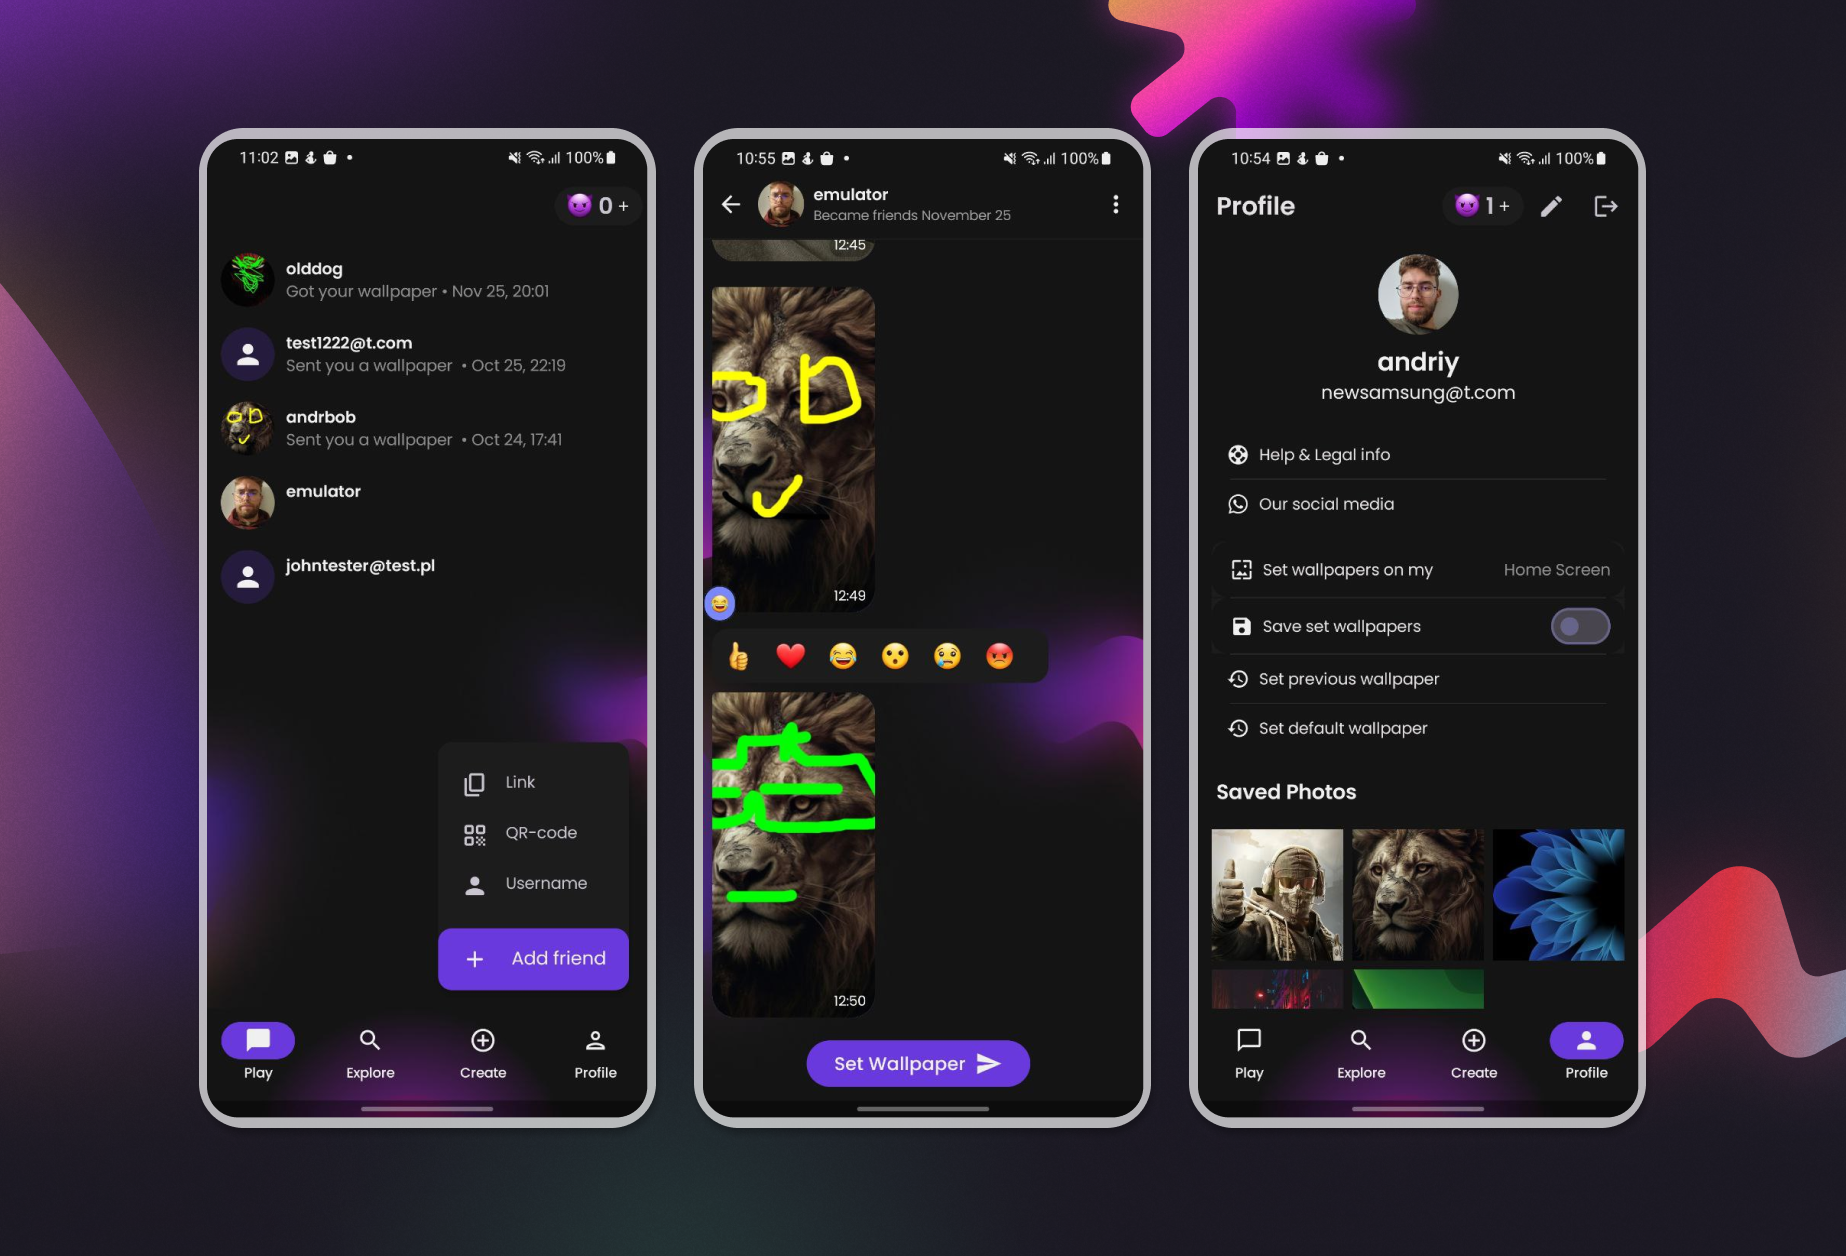 11:02
100%
0 +
olddog
Got your wallpaper • Nov 25, 20:01
test1222@t.com
Sent you a wallpaper • Oct 25, 22:19
andrbob
Sent you a wallpaper • Oct 24, 17:41
emulator
johntester@test.pl
Link
QR-code
Username
+ Add friend
Play
Explore
Create
Profile
10:55
100%
emulator
Became friends November 25
12:45
12:49
12:50
Set Wallpaper
10:54
100%
Profile
1 +
andriy
newsamsung@t.com
Help & Legal info
Our social media
Set wallpapers on my
Home Screen
Save set wallpapers
Set previous wallpaper
Set default wallpaper
Saved Photos
Play
Explore
Create
Profile